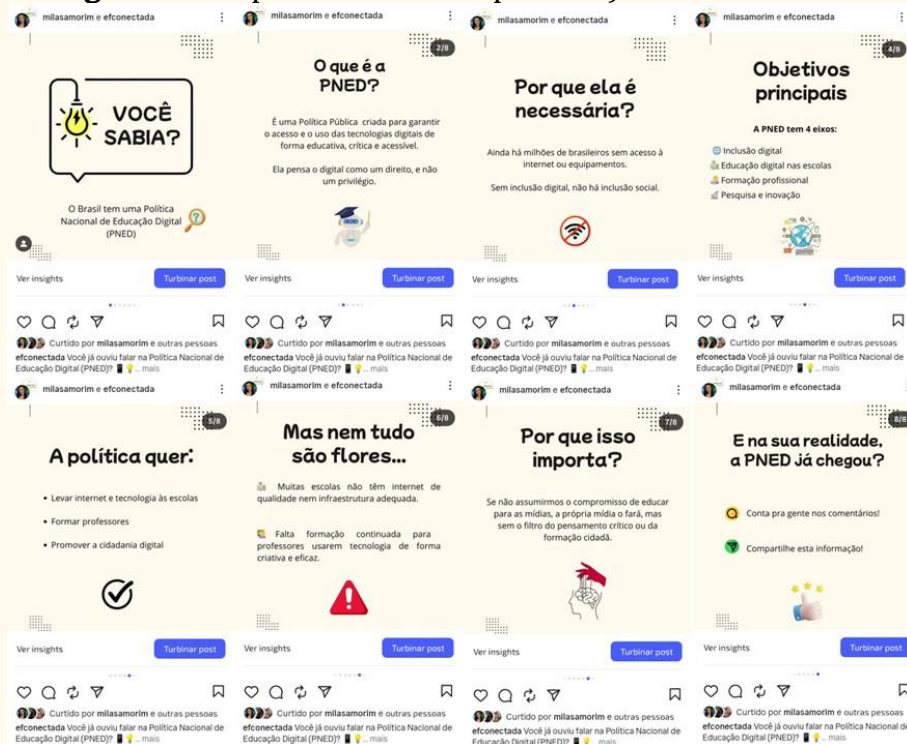 milasamorim e efconectada
VOCÊ
SABIA?
O Brasil tem uma Política
Nacional de Educação Digital
(PNED)
Ver insights
Turbinar post
Curtido por milasamorim e outras pessoas
efconectada Você já ouviu falar na Política Nacional de
Educação Digital (PNED)? ... mais
milasamorim e efconectada
2/8
O que é a
PNED?
É uma Política Pública criada para garantir
o acesso e o uso das tecnologias digitais de
forma educativa, crítica e acessível.
Ela pensa o digital como um direito, e não
um privilégio.
Ver insights
Turbinar post
Curtido por milasamorim e outras pessoas
efconectada Você já ouviu falar na Política Nacional de
Educação Digital (PNED)? ... mais
milasamorim e efconectada
Por que ela é
necessária?
Ainda há milhões de brasileiros sem acesso à
internet ou equipamentos.
Sem inclusão digital, não há inclusão social.
Ver insights
Turbinar post
Curtido por milasamorim e outras pessoas
efconectada Você já ouviu falar na Política Nacional de
Educação Digital (PNED)? ... mais
milasamorim e efconectada
4/8
Objetivos
principais
A PNED tem 4 eixos:
Inclusão digital
Educação digital nas escolas
Formação profissional
Pesquisa e inovação
Ver insights
Turbinar post
Curtido por milasamorim e outras pessoas
efconectada Você já ouviu falar na Política Nacional de
Educação Digital (PNED)? ... mais
milasamorim e efconectada
5/8
A política quer:
• Levar internet e tecnologia às escolas
• Formar professores
• Promover a cidadania digital
Ver insights
Turbinar post
Curtido por milasamorim e outras pessoas
efconectada Você já ouviu falar na Política Nacional de
Educação Digital (PNED)? ... mais
milasamorim e efconectada
6/8
Mas nem tudo
são flores...
Muitas escolas não têm internet de
qualidade nem infraestrutura adequada.
Falta formação continuada para
professores usarem tecnologia de forma
criativa e eficaz.
Ver insights
Turbinar post
Curtido por milasamorim e outras pessoas
efconectada Você já ouviu falar na Política Nacional de
Educação Digital (PNED)? ... mais
milasamorim e efconectada
7/8
Por que isso
importa?
Se não assumirmos o compromisso de educar
para as mídias, a própria mídia o fará, mas
sem o filtro do pensamento crítico ou da
formação cidadã.
Ver insights
Turbinar post
Curtido por milasamorim e outras pessoas
efconectada Você já ouviu falar na Política Nacional de
Educação Digital (PNED)? ... mais
milasamorim e efconectada
8/8
E na sua realidade,
a PNED já chegou?
Conta pra gente nos comentários!
Compartilhe esta informação!
Ver insights
Turbinar post
Curtido por milasamorim e outras pessoas
efconectada Você já ouviu falar na Política Nacional de
Educação Digital (PNED)? ... mais